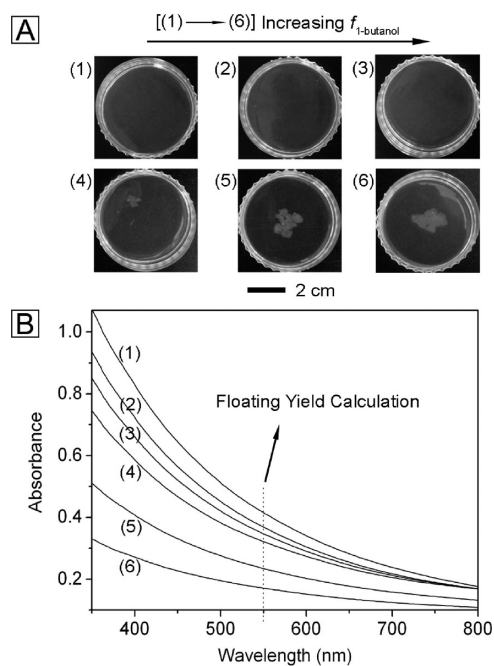 A
[(1) ⟶ (6)] Increasing f1-butanol
(1) (2) (3)
(4) (5) (6)
2 cm
B
Floating Yield Calculation
(1)
(2)
(3)
(4)
(5)
(6)
Absorbance
1.0
0.8
0.6
0.4
0.2
400 500 600 700 800
Wavelength (nm)